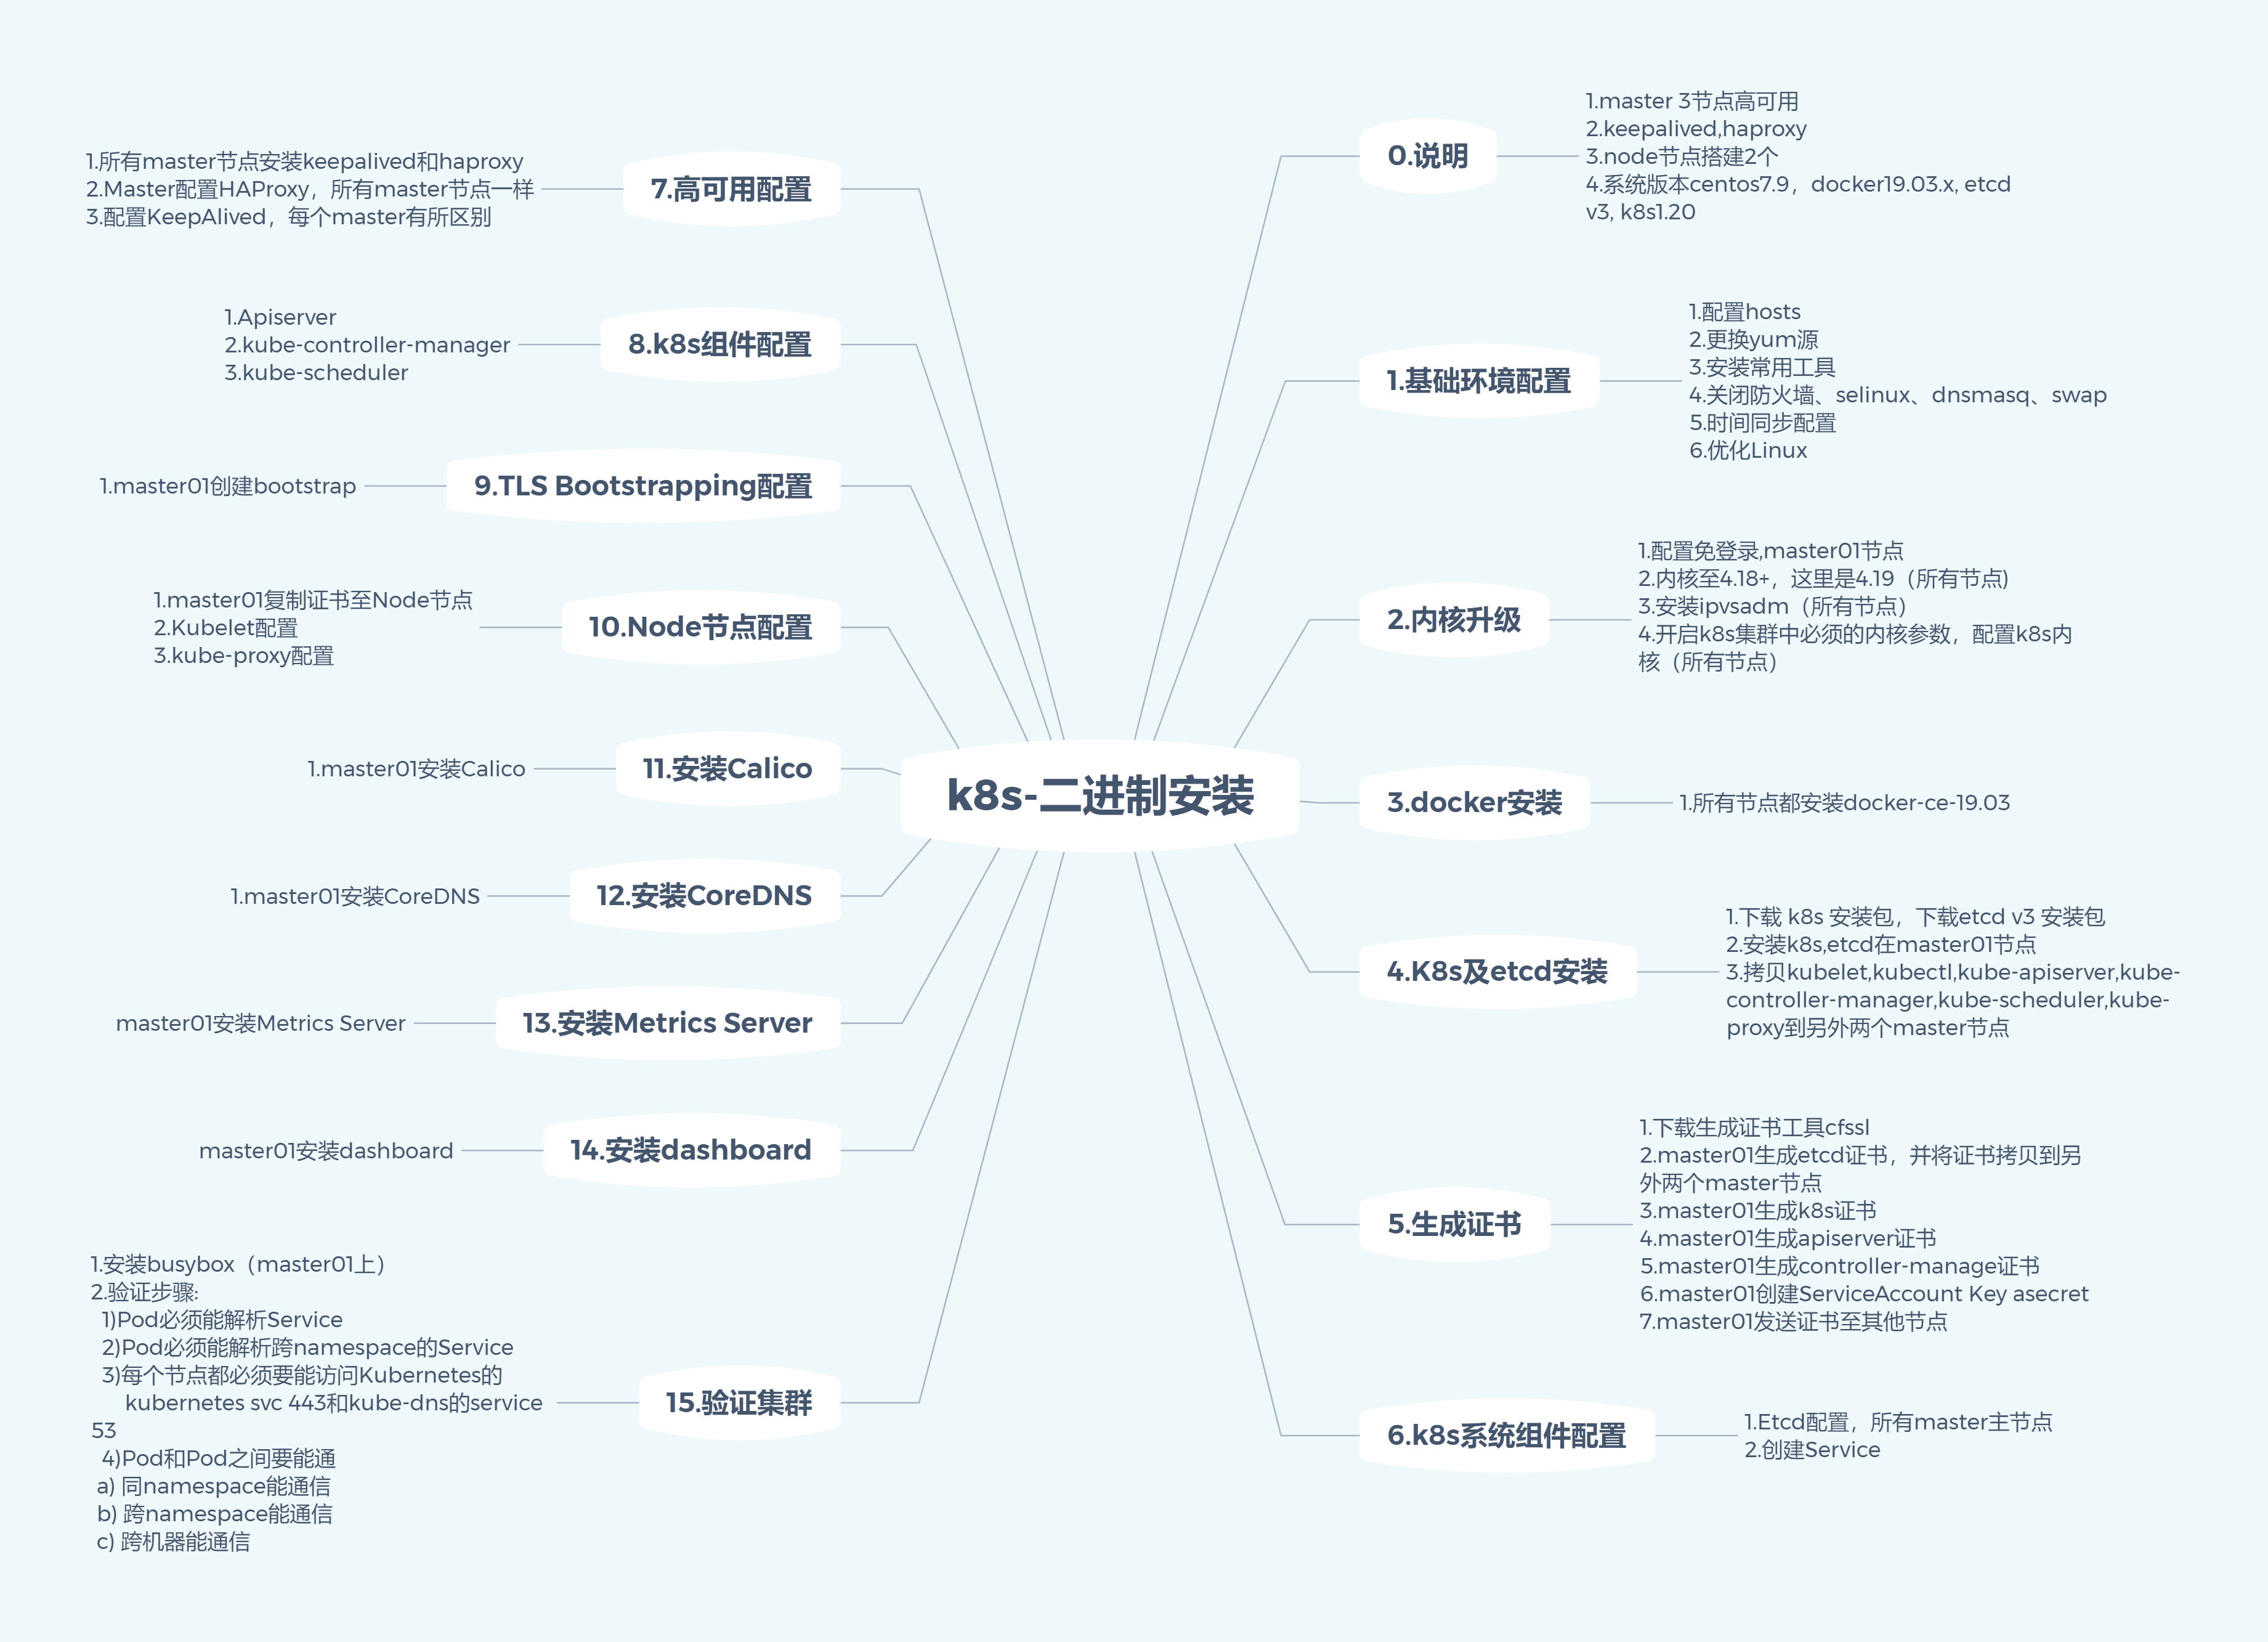 k8s-二进制安装
0.说明
1.master 3节点高可用
2.keepalived,haproxy
3.node节点搭建2个
4.系统版本centos7.9，docker19.03.x, etcd
v3, k8s1.20
1.基础环境配置
1.配置hosts
2.更换yum源
3.安装常用工具
4.关闭防火墙、selinux、dnsmasq、swap
5.时间同步配置
6.优化Linux
2.内核升级
1.配置免登录,master01节点
2.内核至4.18+，这里是4.19（所有节点)
3.安装ipvsadm（所有节点）
4.开启k8s集群中必须的内核参数，配置k8s内
核（所有节点）
3.docker安装
1.所有节点都安装docker-ce-19.03
4.K8s及etcd安装
1.下载 k8s 安装包，下载etcd v3 安装包
2.安装k8s,etcd在master01节点
3.拷贝kubelet,kubectl,kube-apiserver,kube-
controller-manager,kube-scheduler,kube-
proxy到另外两个master节点
5.生成证书
1.下载生成证书工具cfssl
2.master01生成etcd证书，并将证书拷贝到另
外两个master节点
3.master01生成k8s证书
4.master01生成apiserver证书
5.master01生成controller-manage证书
6.master01创建ServiceAccount Key asecret
7.master01发送证书至其他节点
6.k8s系统组件配置
1.Etcd配置，所有master主节点
2.创建Service
7.高可用配置
1.所有master节点安装keepalived和haproxy
2.Master配置HAProxy，所有master节点一样
3.配置KeepAlived，每个master有所区别
8.k8s组件配置
1.Apiserver
2.kube-controller-manager
3.kube-scheduler
9.TLS Bootstrapping配置
1.master01创建bootstrap
10.Node节点配置
1.master01复制证书至Node节点
2.Kubelet配置
3.kube-proxy配置
11.安装Calico
1.master01安装Calico
12.安装CoreDNS
1.master01安装CoreDNS
13.安装Metrics Server
master01安装Metrics Server
14.安装dashboard
master01安装dashboard
15.验证集群
1.安装busybox（master01上）
2.验证步骤:
1)Pod必须能解析Service
2)Pod必须能解析跨namespace的Service
3)每个节点都必须要能访问Kubernetes的
kubernetes svc 443和kube-dns的service
53
4)Pod和Pod之间要能通
a) 同namespace能通信
b) 跨namespace能通信
c) 跨机器能通信